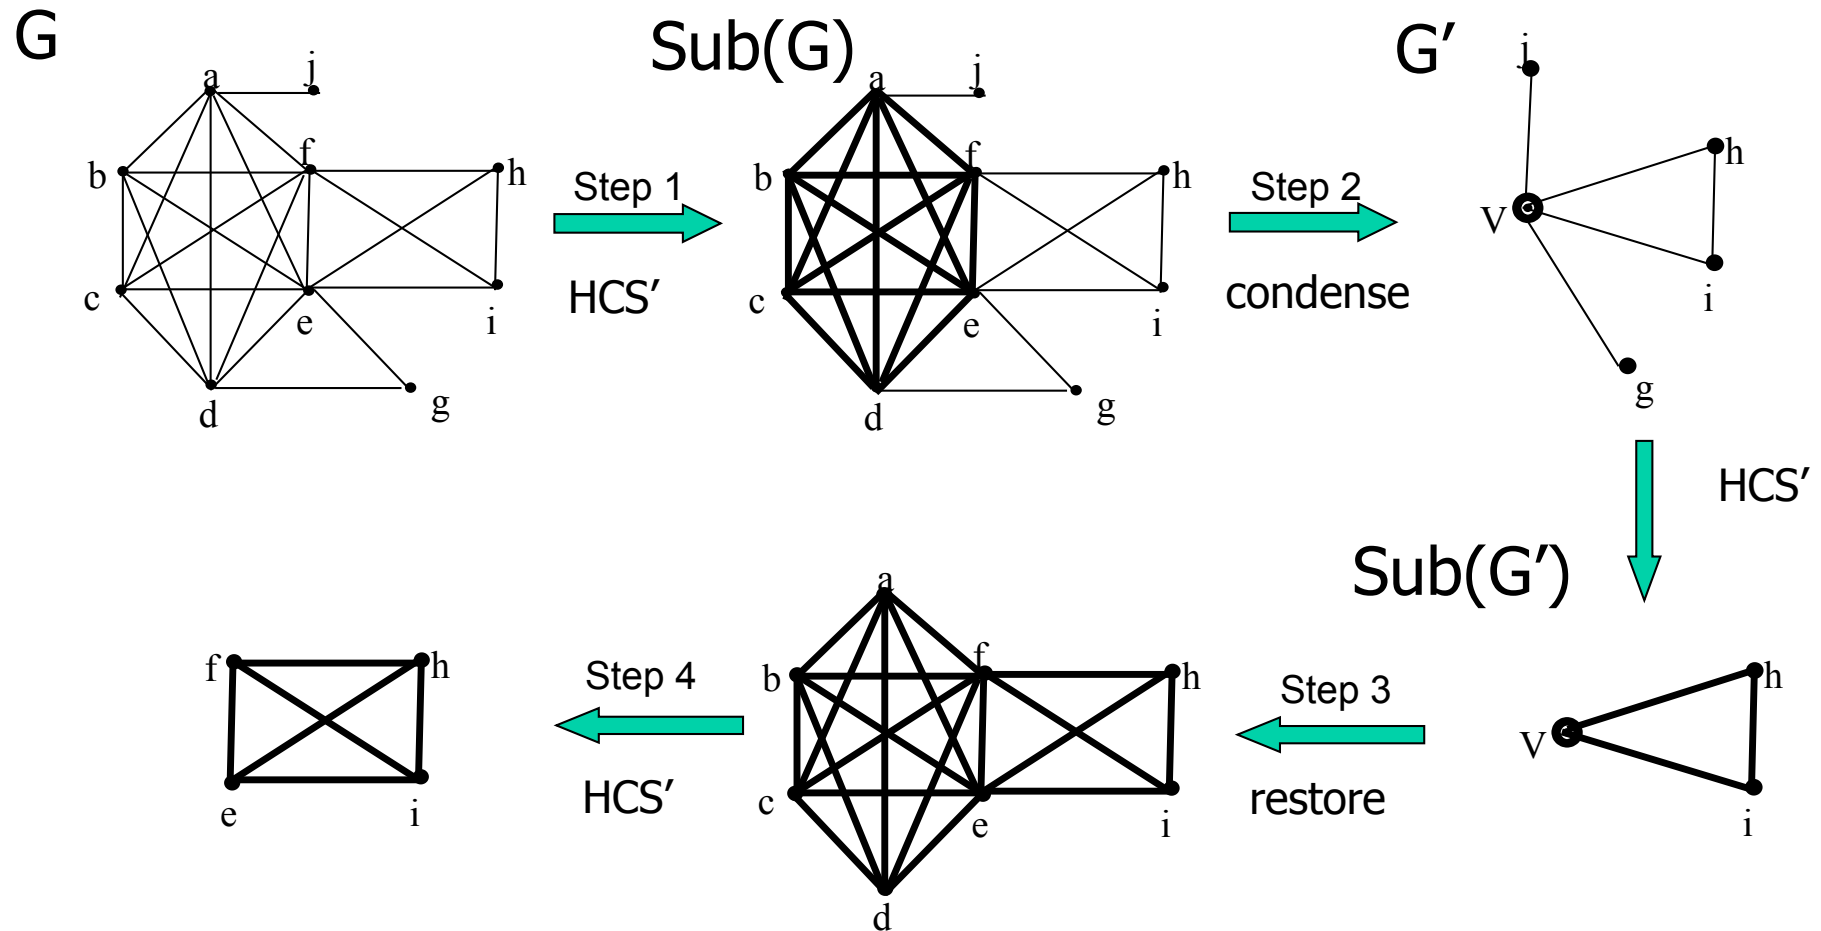 G
Sub(G)
G′
a
j
b
f
h
c
e
i
d
g
Step 1
HCS′
a
j
b
f
h
c
e
i
d
g
Step 2
condense
j
h
V
i
g
HCS′
Sub(G′)
h
V
i
Step 3
restore
a
b
f
h
c
e
i
d
Step 4
HCS′
f
h
e
i